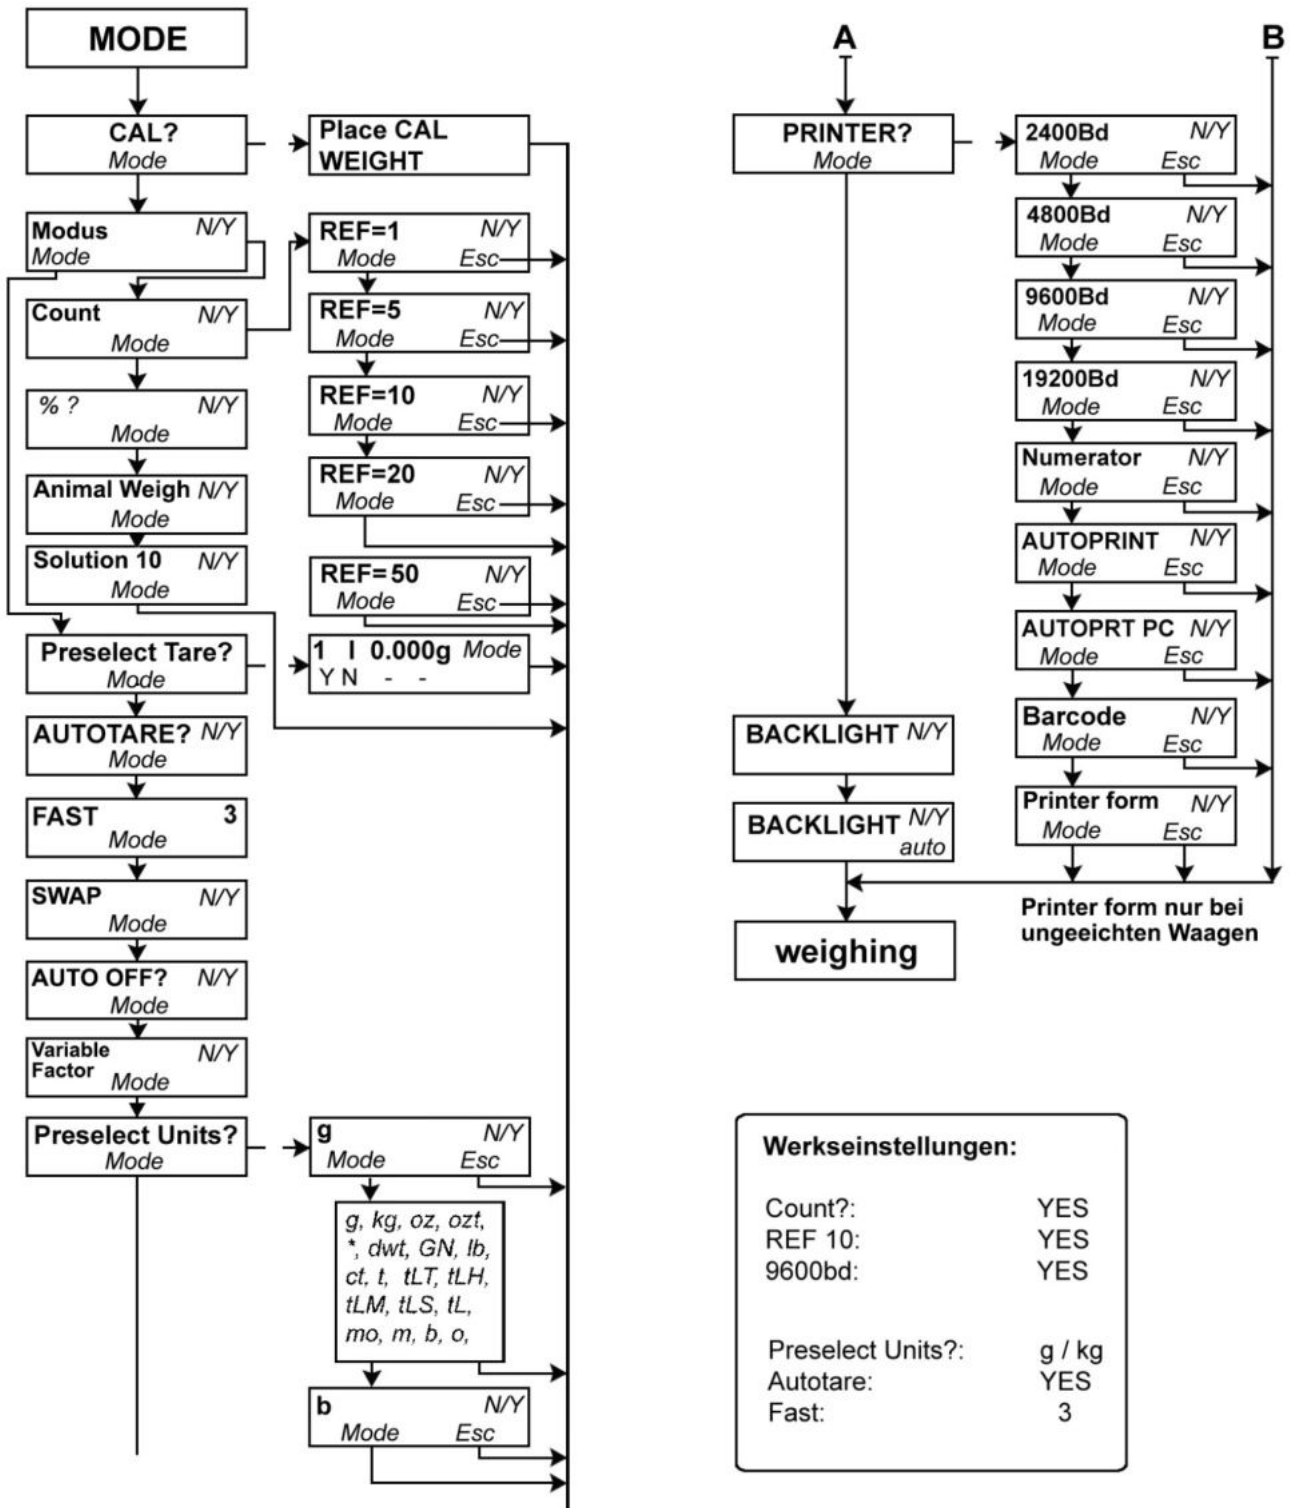 MODE
CAL?
Mode
Place CAL
WEIGHT
Modus N/Y
Mode
REF=1 N/Y
Mode Esc
Count N/Y
Mode
REF=5 N/Y
Mode Esc
% ? N/Y
Mode
REF=10 N/Y
Mode Esc
Animal Weigh N/Y
Mode
REF=20 N/Y
Mode Esc
Solution 10 N/Y
Mode
REF=50 N/Y
Mode Esc
Preselect Tare?
Mode
1 I 0.000g Mode
Y N - -
AUTOTARE? N/Y
Mode
FAST 3
Mode
SWAP N/Y
Mode
AUTO OFF? N/Y
Mode
Variable
Factor N/Y
Mode
Preselect Units?
Mode
g N/Y
Mode Esc
g, kg, oz, ozt,
*, dwt, GN, lb,
ct, t, tLT, tLH,
tLM, tLS, tL,
mo, m, b, o,
b N/Y
Mode Esc
A
B
PRINTER?
Mode
2400Bd N/Y
Mode Esc
4800Bd N/Y
Mode Esc
9600Bd N/Y
Mode Esc
19200Bd N/Y
Mode Esc
Numerator N/Y
Mode Esc
AUTOPRINT N/Y
Mode Esc
AUTOPRT PC N/Y
Mode Esc
Barcode N/Y
Mode Esc
Printer form N/Y
Mode Esc
BACKLIGHT N/Y
BACKLIGHT N/Y
auto
Printer form nur bei
ungeeichten Waagen
weighing
Werkseinstellungen:
Count?: YES
REF 10: YES
9600bd: YES
Preselect Units?: g / kg
Autotare: YES
Fast: 3